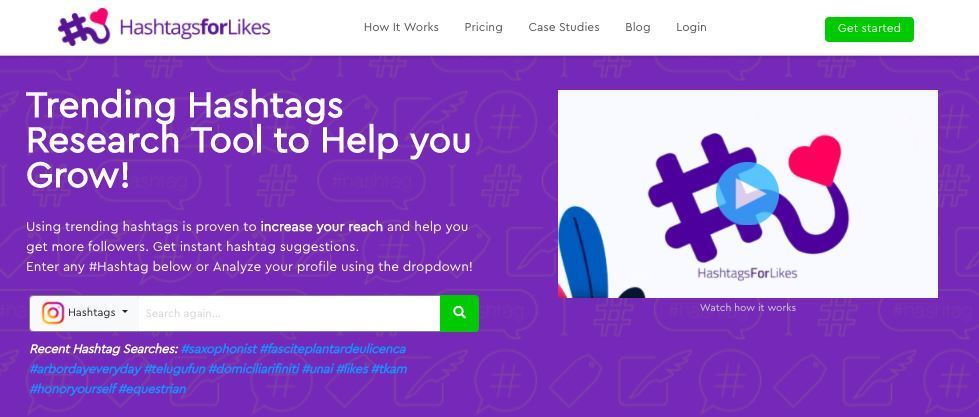 HashtagsforLikes
How It Works
Pricing
Case Studies
Blog
Login
Get started
Trending Hashtags
Research Tool to Help you
Grow!
Using trending hashtags is proven to increase your reach and help you
get more followers. Get instant hashtag suggestions.
Enter any #Hashtag below or Analyze your profile using the dropdown!
Hashtags
Search again...
Recent Hashtag Searches: #saxophonist #fasciteplantardeulicenca
#arbordayeveryday #telugufun #domiciliarifiniti #unai #likes #tkam
#honoryourself #equestrian
HashtagsForLikes
Watch how it works
#hashtag